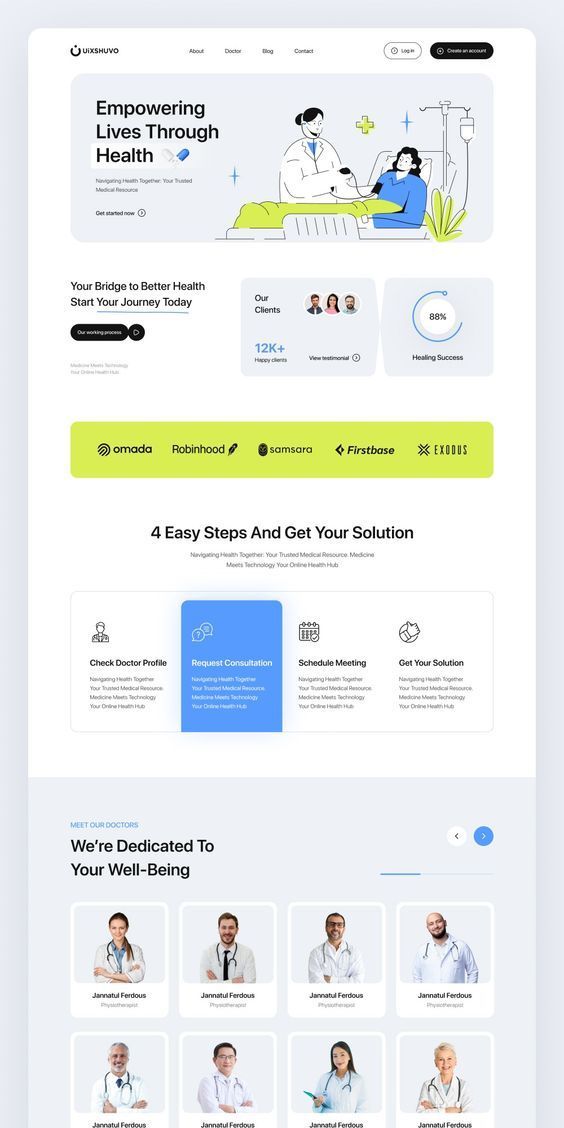 UIXSHUVO
About
Doctor
Blog
Contact
Log in
Create an account
Empowering
Lives Through
Health
Navigating Health Together: Your Trusted
Medical Resource
Get started now
Your Bridge to Better Health
Start Your Journey Today
Our working process
Medicine Meets Technology
Your Online Health Hub
Our
Clients
12K+
Happy clients
View testimonial
88%
Healing Success
omada
Robinhood
samsara
Firstbase
EXODUS
4 Easy Steps And Get Your Solution
Navigating Health Together: Your Trusted Medical Resource. Medicine
Meets Technology Your Online Health Hub
Check Doctor Profile
Navigating Health Together
Your Trusted Medical Resource.
Medicine Meets Technology
Your Online Health Hub
?
Request Consultation
Navigating Health Together
Your Trusted Medical Resource.
Medicine Meets Technology
Your Online Health Hub
Schedule Meeting
Navigating Health Together
Your Trusted Medical Resource.
Medicine Meets Technology
Your Online Health Hub
Get Your Solution
Navigating Health Together
Your Trusted Medical Resource.
Medicine Meets Technology
Your Online Health Hub
MEET OUR DOCTORS
We're Dedicated To
Your Well-Being
Jannatul Ferdous
Physiotherapist
Jannatul Ferdous
Physiotherapist
Jannatul Ferdous
Physiotherapist
Jannatul Ferdous
Physiotherapist
Jannatul Ferdous
Jannatul Ferdous
Jannatul Ferdous
Jannatul Ferdous